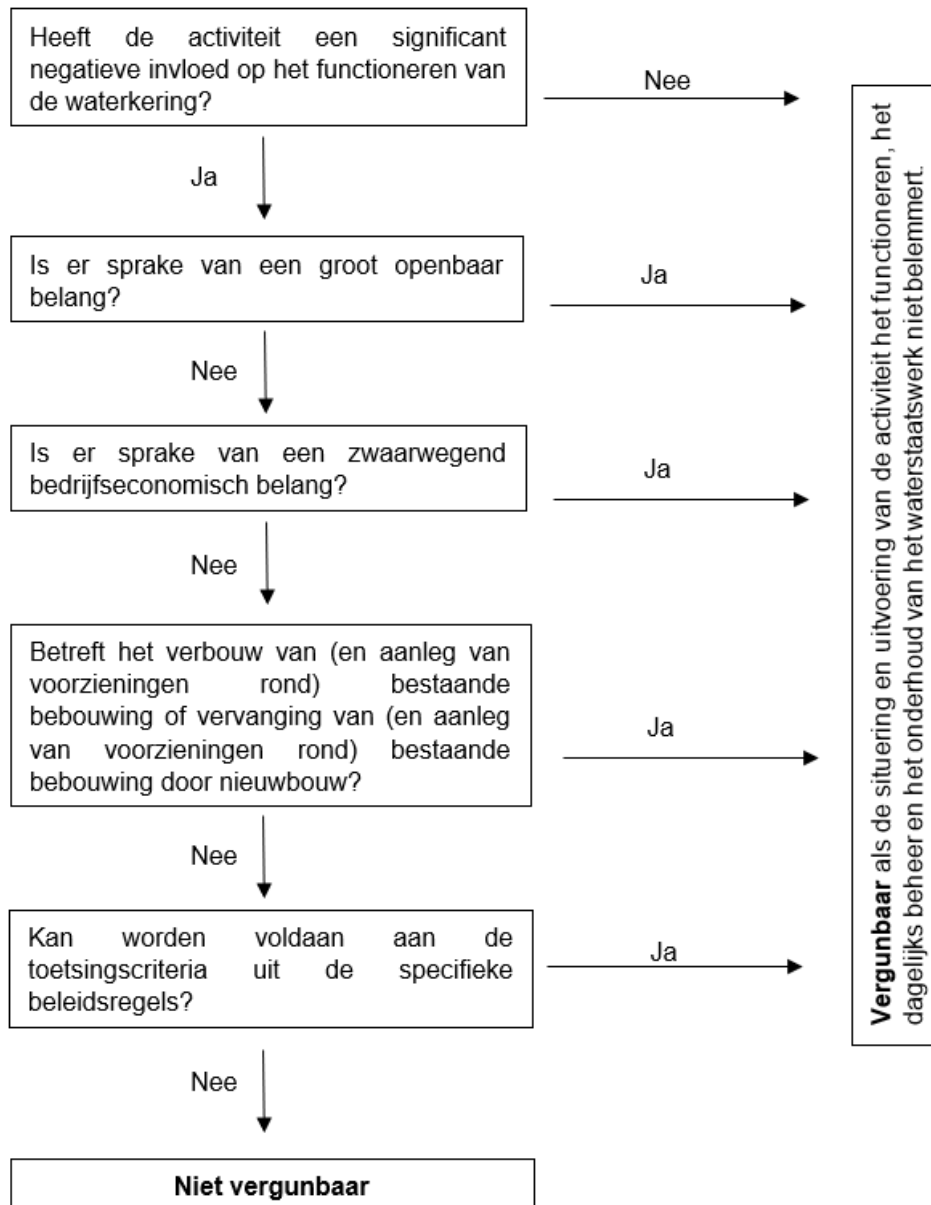 Heeft de activiteit een significant
negatieve invloed op het functioneren van
de waterkering?
Nee
Ja
Is er sprake van een groot openbaar
belang?
Ja
Nee
Is er sprake van een zwaarwegend
bedrijfseconomisch belang?
Ja
Nee
Betreft het verbouw van (en aanleg van
voorzieningen rond) bestaande
bebouwing of vervanging van (en aanleg
van voorzieningen rond) bestaande
bebouwing door nieuwbouw?
Ja
Nee
Kan worden voldaan aan de
toetsingscriteria uit de specifieke
beleidsregels?
Ja
Nee
Niet vergunbaar
Vergunbaar als de situering en uitvoering van de activiteit het functioneren, het
dagelijks beheer en het onderhoud van het waterstaatswerk niet belemmert.